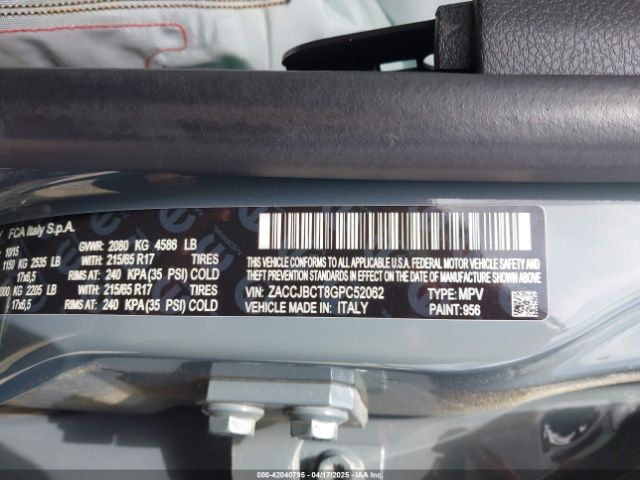 FCA Italy S.p.A.
10/15 GVWR: 2080 KG 4586 LB
1150 KG 2535 LB WITH: 215/65 R17 TIRES
17x6,5 RIMS AT: 240 KPA(35 PSI) COLD
000 KG 2205 LB WITH: 215/65 R17 TIRES
17x6,5 RIMS AT: 240 KPA (35 PSI) COLD
THIS VEHICLE CONFORMS TO ALL APPLICABLE U.S.A.
FEDERAL MOTOR VEHICLE SAFETY, BUMPER, AND
THEFT PREVENTION STANDARDS IN EFFECT ON THE
DATE OF MANUFACTURE SHOWN ABOVE.
VIN: ZACCJBCT8GPC52062 TYPE: MPV
VEHICLE MADE IN: ITALY PAINT: 956
000-42040795 04/17/2025 IAAI.COM